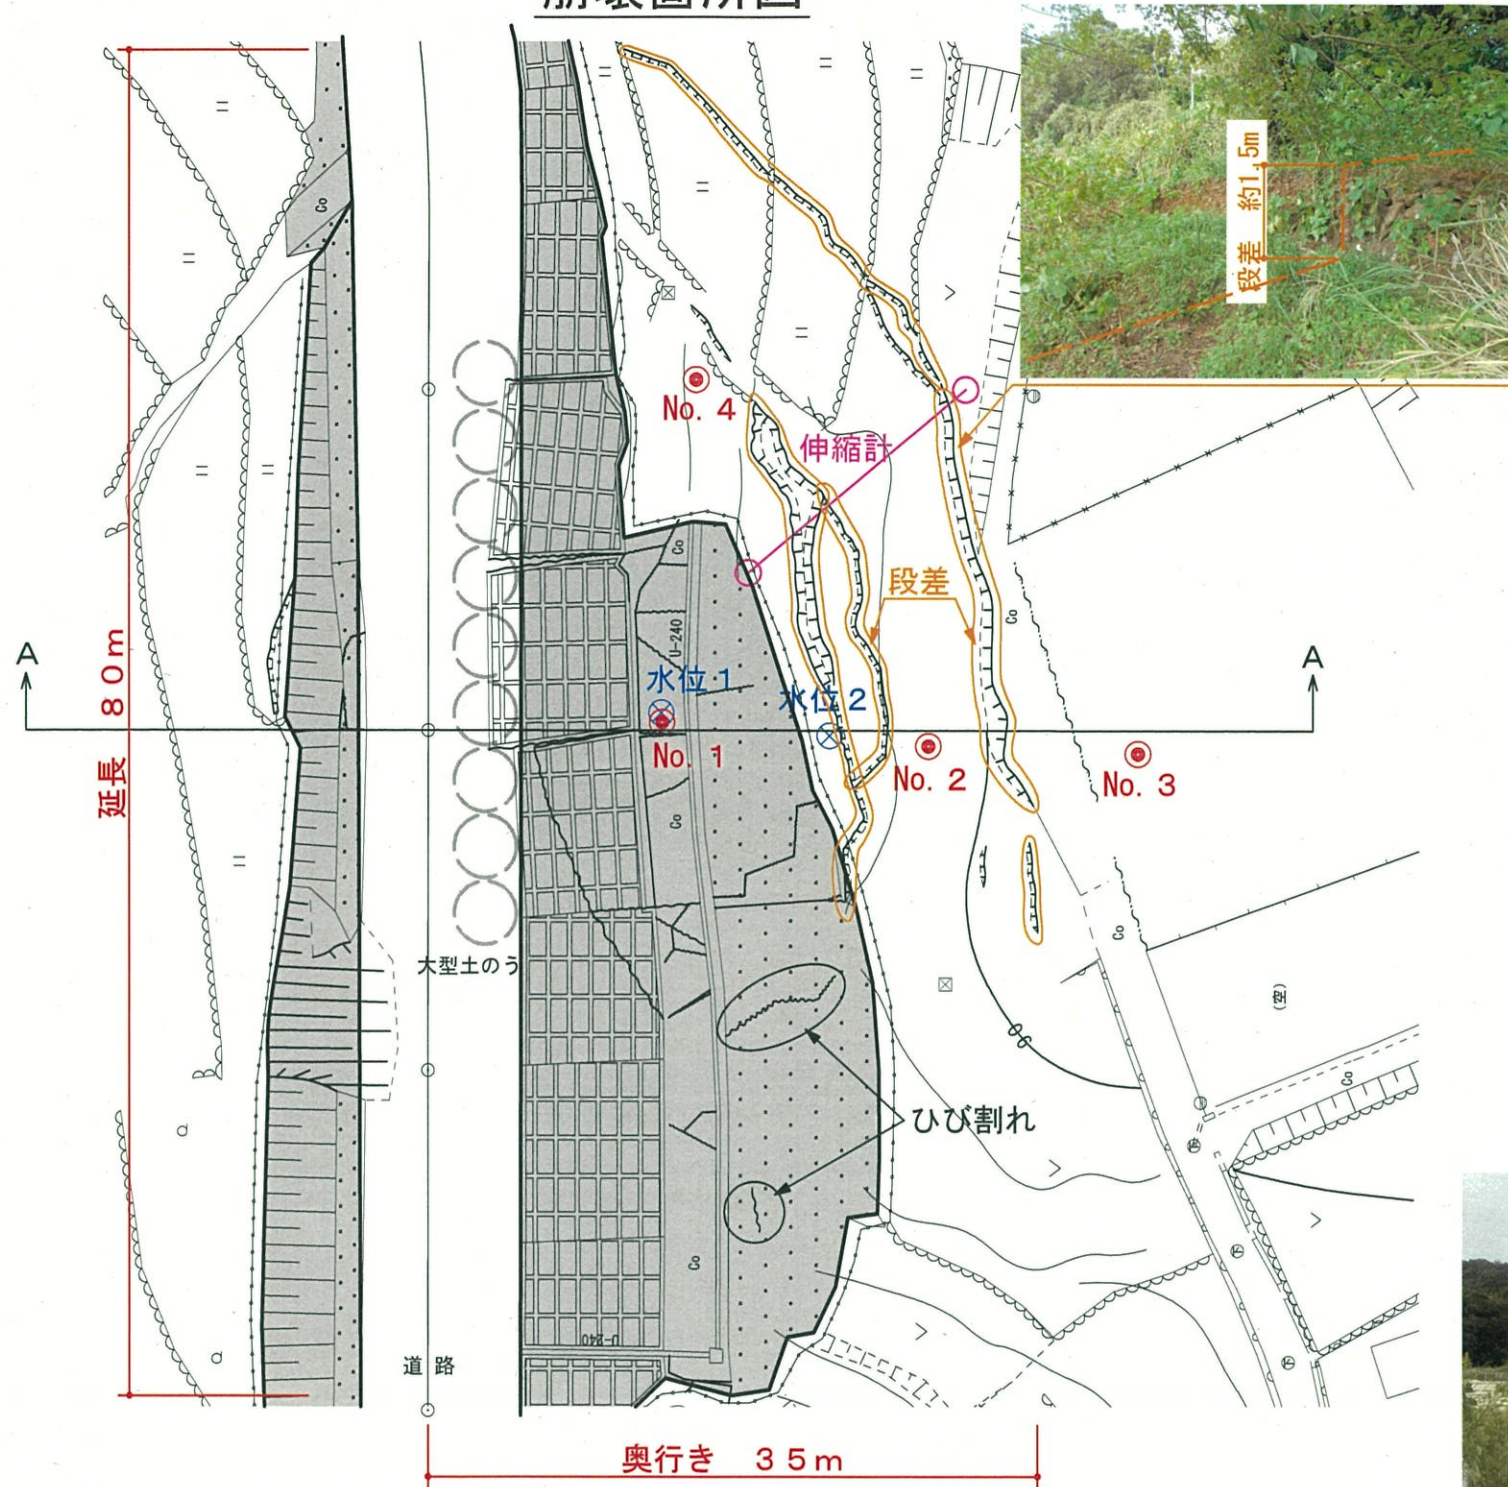 崩壊箇所図
段差 約1.5m
Co
No. 4
伸縮計
段差
Co
U-240
Co
A
A
水位1
水位2
No. 1
No. 2
No. 3
延長 80m
Co
Co
大型土のう
(空)
Co
ひび割れ
Co
U-240
道路
奥行き 35m